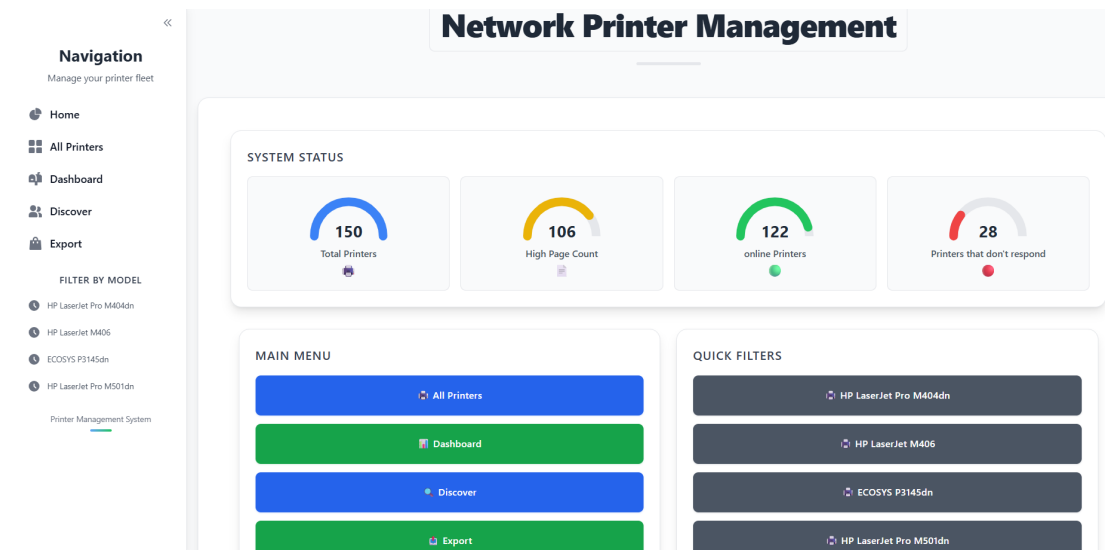 Navigation
Manage your printer fleet
Home
All Printers
Dashboard
Discover
Export
FILTER BY MODEL
HP LaserJet Pro M404dn
HP LaserJet M406
ECOSYS P3145dn
HP LaserJet Pro M501dn
Printer Management System
Network Printer Management
SYSTEM STATUS
150
Total Printers
106
High Page Count
122
online Printers
28
Printers that don't respond
MAIN MENU
All Printers
Dashboard
Discover
Export
QUICK FILTERS
HP LaserJet Pro M404dn
HP LaserJet M406
ECOSYS P3145dn
HP LaserJet Pro M501dn